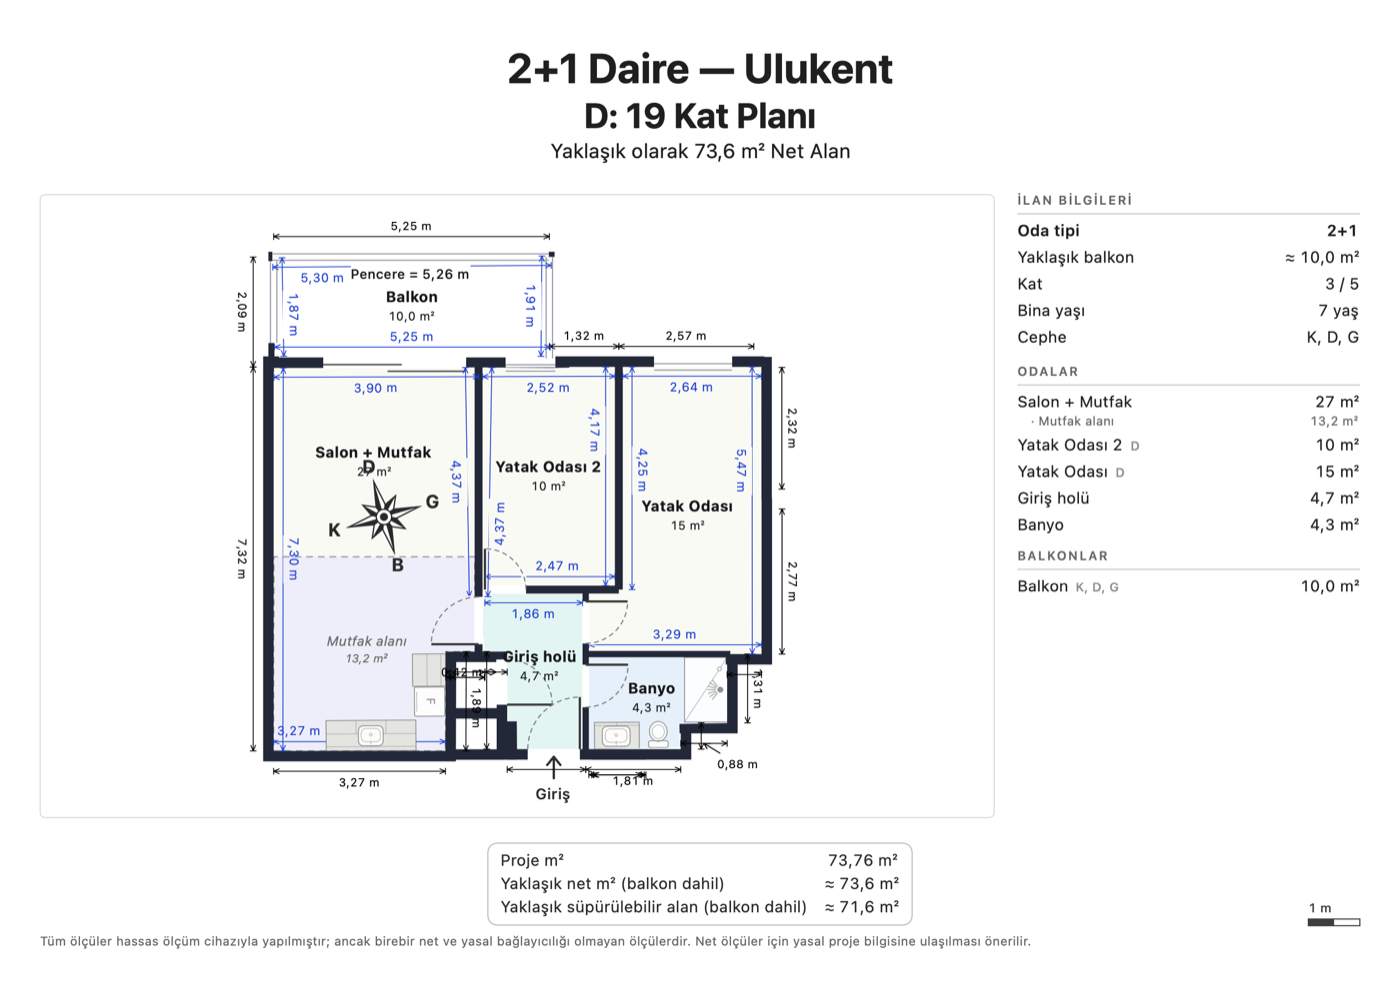 2+1 Daire — Ulukent
D: 19 Kat Planı
Yaklaşık olarak 73,6 m² Net Alan
5,25 m
5,30 m
Pencere = 5,26 m
Balkon
10,0 m²
5,25 m
2,09 m
1,87 m
1,91 m
1,32 m
2,57 m
3,90 m
2,52 m
2,64 m
2,32 m
4,17 m
4,25 m
5,47 m
4,37 m
Salon + Mutfak
m²
D
G
K
B
Yatak Odası 2
10 m²
Yatak Odası
15 m²
4,37 m
7,32 m
7,30 m
2,47 m
2,77 m
1,86 m
3,29 m
Mutfak alanı
13,2 m²
Giriş holü
4,7 m²
Banyo
4,3 m²
F
1,31 m
3,27 m
3,27 m
0,88 m
1,81 m
Giriş
İLAN BİLGİLERİ
Oda tipi 2+1
Yaklaşık balkon ≈ 10,0 m²
Kat 3 / 5
Bina yaşı 7 yaş
Cephe K, D, G
ODALAR
Salon + Mutfak 27 m²
· Mutfak alanı 13,2 m²
Yatak Odası 2 D 10 m²
Yatak Odası D 15 m²
Giriş holü 4,7 m²
Banyo 4,3 m²
BALKONLAR
Balkon K, D, G 10,0 m²
Proje m² 73,76 m²
Yaklaşık net m² (balkon dahil) ≈ 73,6 m²
Yaklaşık süpürülebilir alan (balkon dahil) ≈ 71,6 m²
1 m
Tüm ölçüler hassas ölçüm cihazıyla yapılmıştır; ancak birebir net ve yasal bağlayıcılığı olmayan ölçülerdir. Net ölçüler için yasal proje bilgisine ulaşılması önerilir.